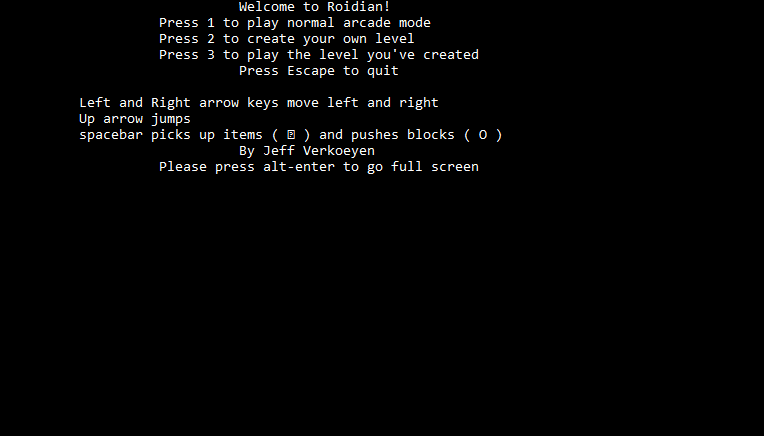 Welcome to Roidian!
Press 1 to play normal arcade mode
Press 2 to create your own level
Press 3 to play the level you've created
Press Escape to quit
Left and Right arrow keys move left and right
Up arrow jumps
spacebar picks up items ( ⍰ ) and pushes blocks ( O )
By Jeff Verkoeyen
Please press alt-enter to go full screen